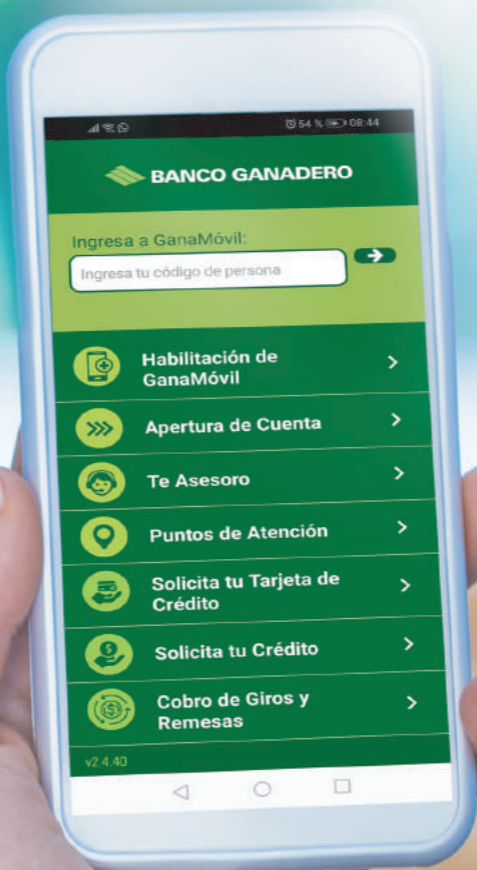 54 % 08:44
BANCO GANADERO
Ingresa a GanaMóvil:
Ingresa tu código de persona
Habilitación de
GanaMóvil
Apertura de Cuenta
Te Asesoro
Puntos de Atención
Solicita tu Tarjeta de
Crédito
Solicita tu Crédito
Cobro de Giros y
Remesas
v2.4.40